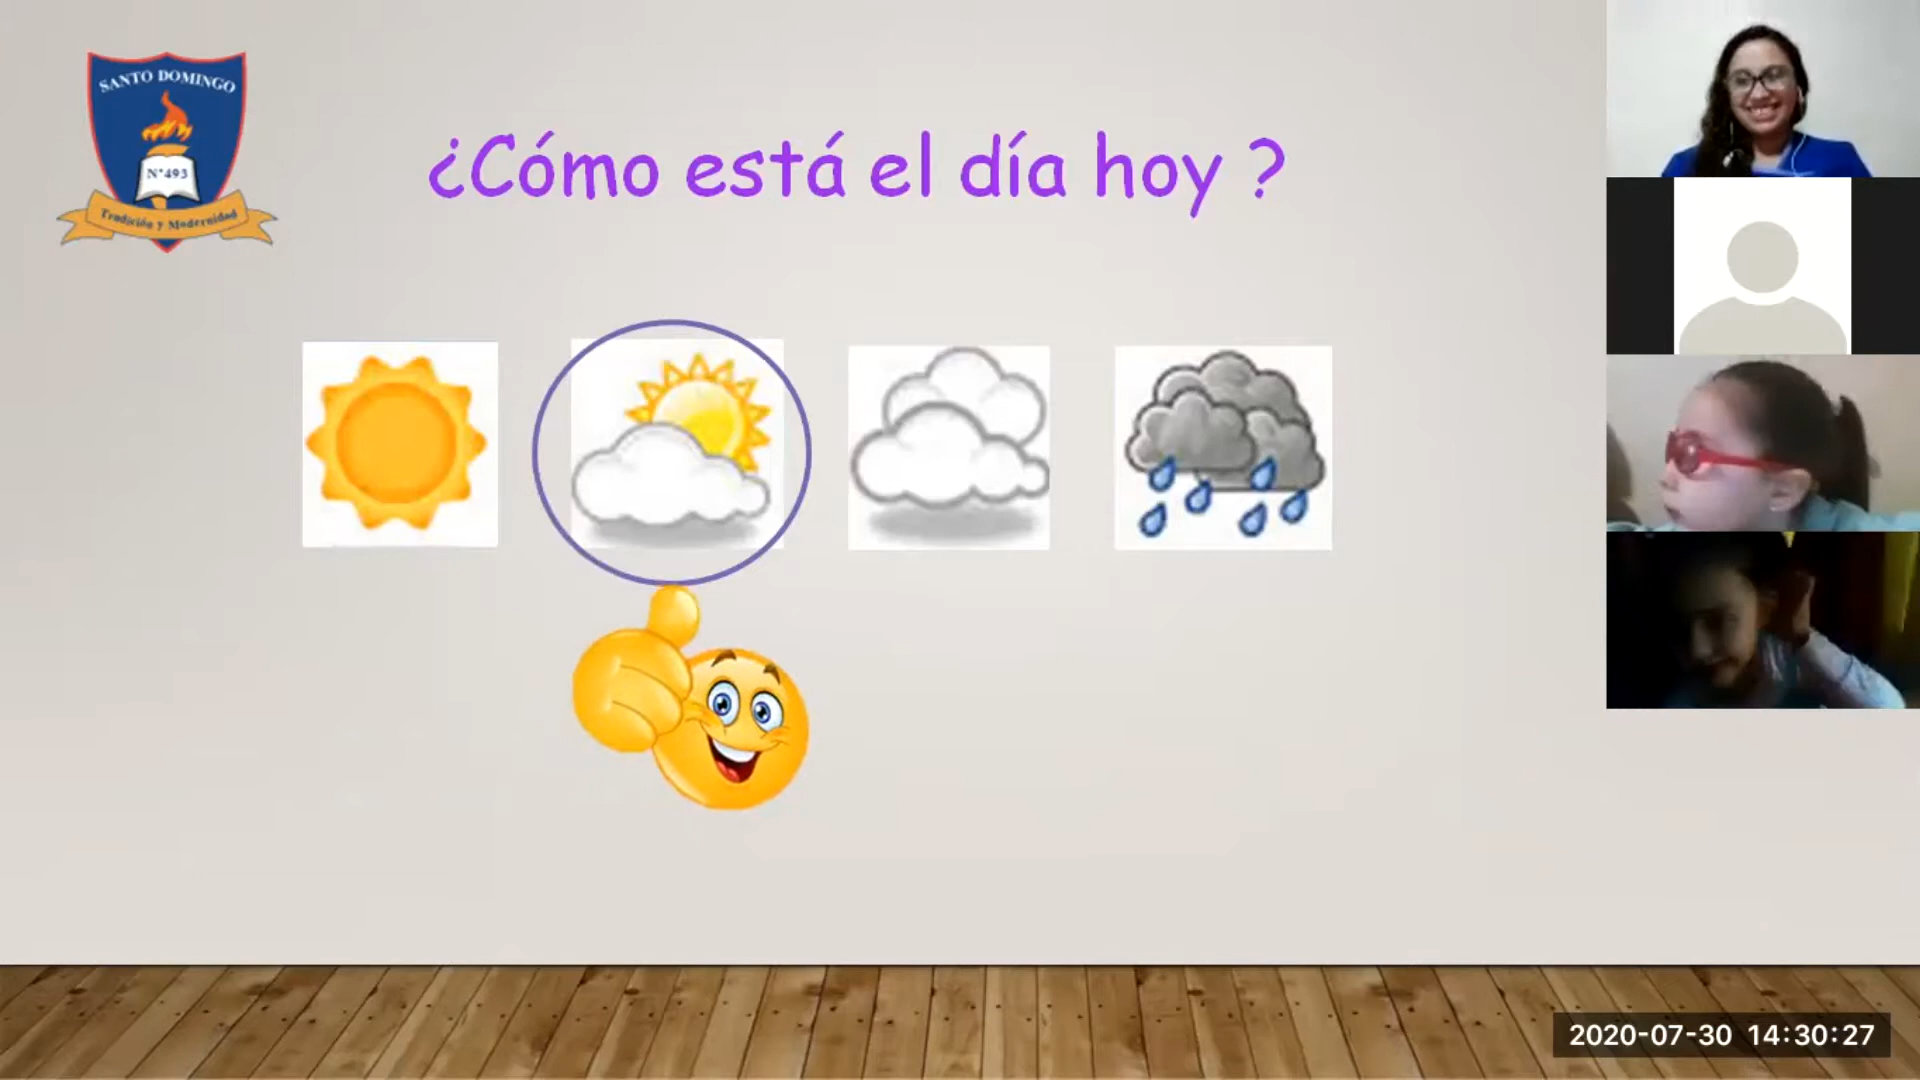 SANTO DOMINGO
N°493
Tradición y Modernidad
¿Cómo está el día hoy ?
2020-07-30 14:30:27